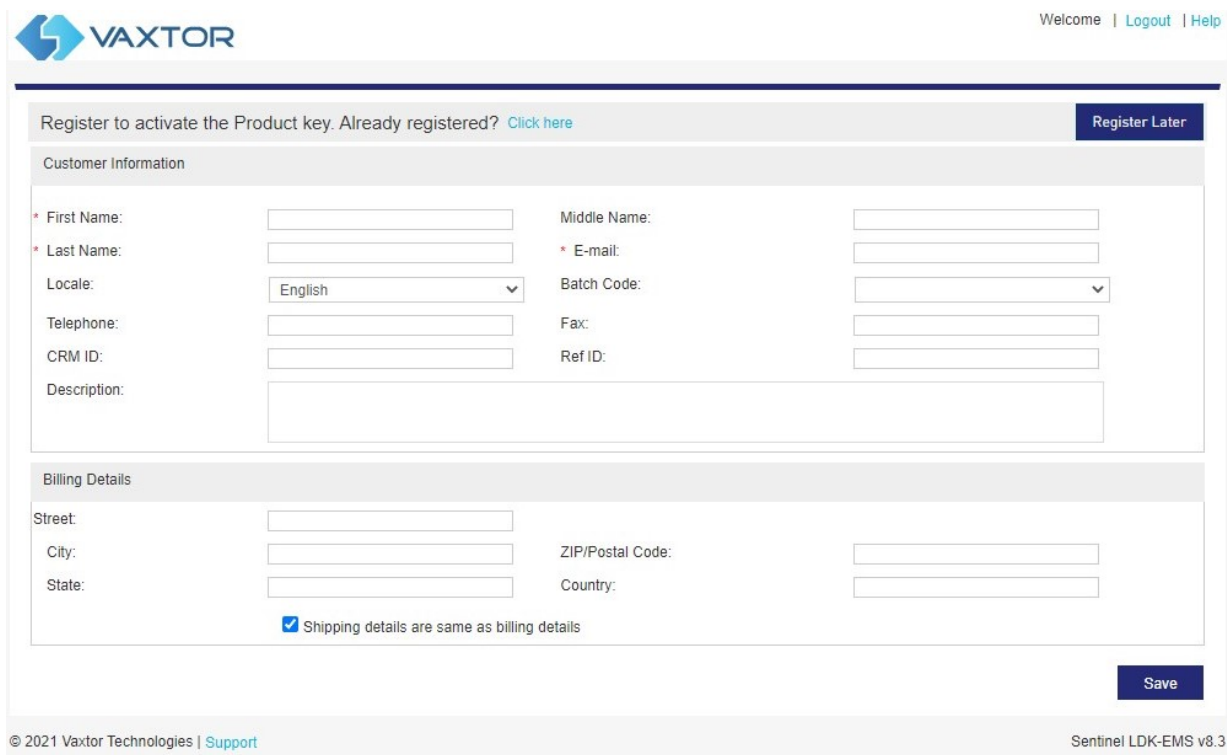 VAXTOR
Welcome | Logout | Help
Register to activate the Product key. Already registered? Click here
Register Later
Customer Information
* First Name:
Middle Name:
* Last Name:
* E-mail:
Locale:
English
Batch Code:
Telephone:
Fax:
CRM ID:
Ref ID:
Description:
Billing Details
Street:
City:
ZIP/Postal Code:
State:
Country:
Shipping details are same as billing details
Save
© 2021 Vaxtor Technologies | Support
Sentinel LDK-EMS v8.3